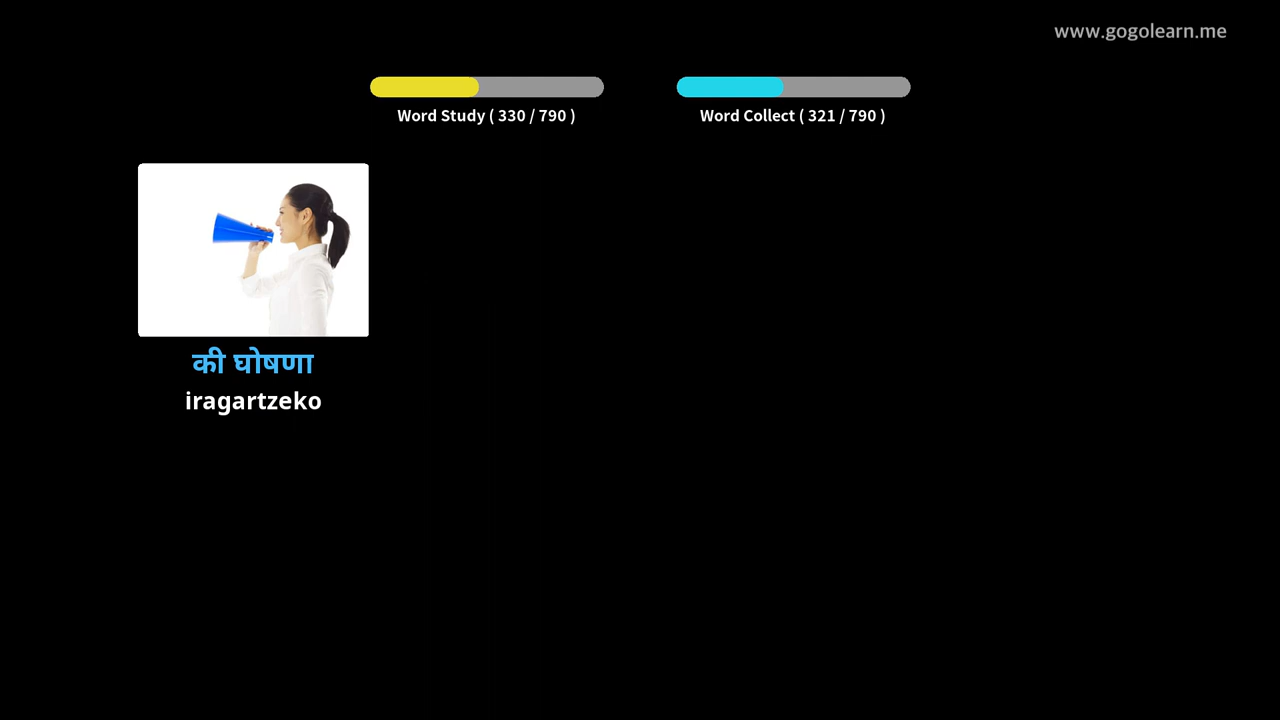 www.gogolearn.me
Word Study ( 330 / 790 )
Word Collect ( 321 / 790 )
की घोषणा
iragartzeko